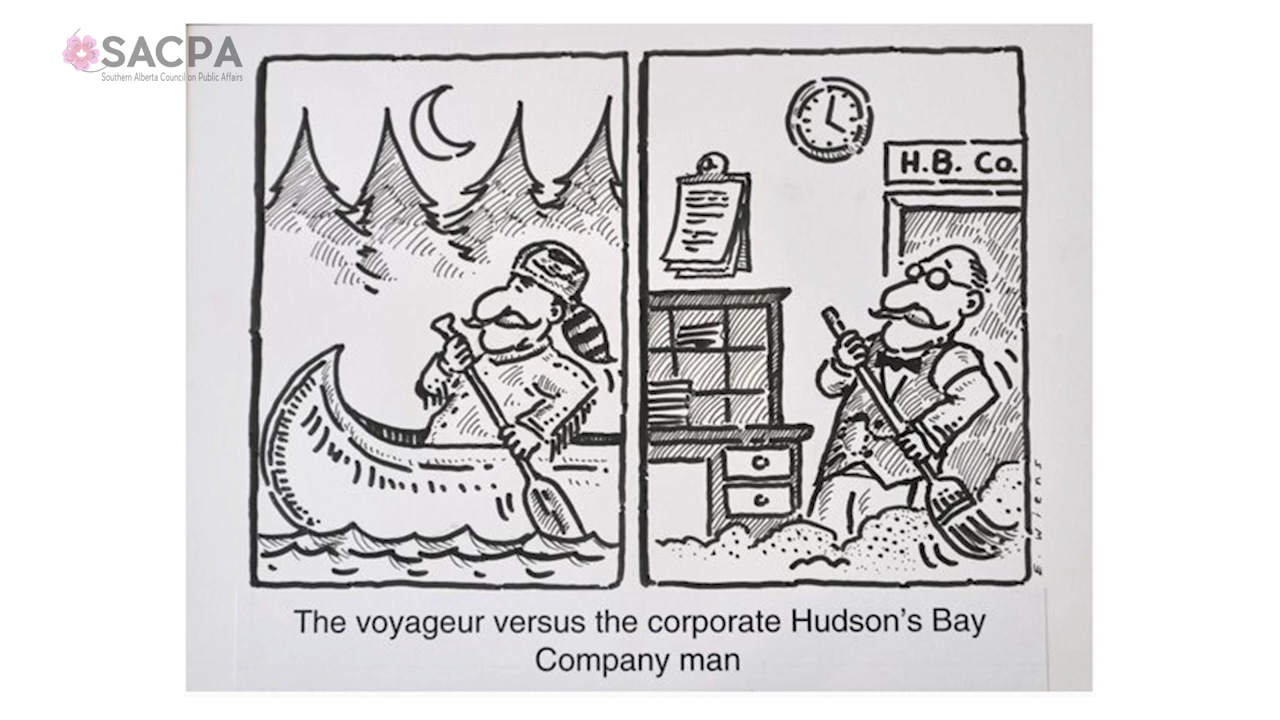 SACPA
Southern Alberta Council on Public Affairs
H.B. Co.
E WIENS
The voyageur versus the corporate Hudson's Bay
Company man